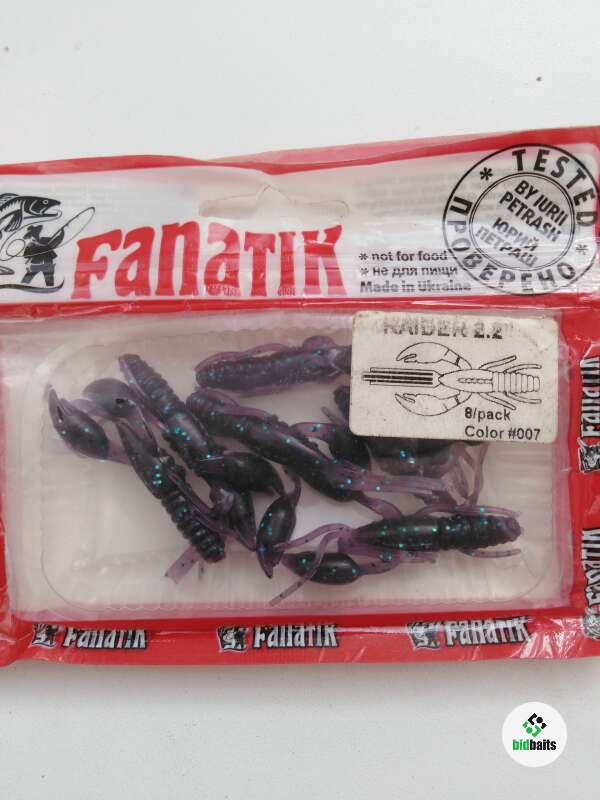 FANATIK
* not for food
* не для пищи
Made in Ukraine
* TESTED *
BY IURII
PETRASH
ЮРИЙ
ПЕТРАШ
ПРОВЕРЕНО
RAIDER 2.2"
8/pack
Color #007
FANATIK
FANATIK
FANATIK
FANATIK
FANATIK
bidbaits